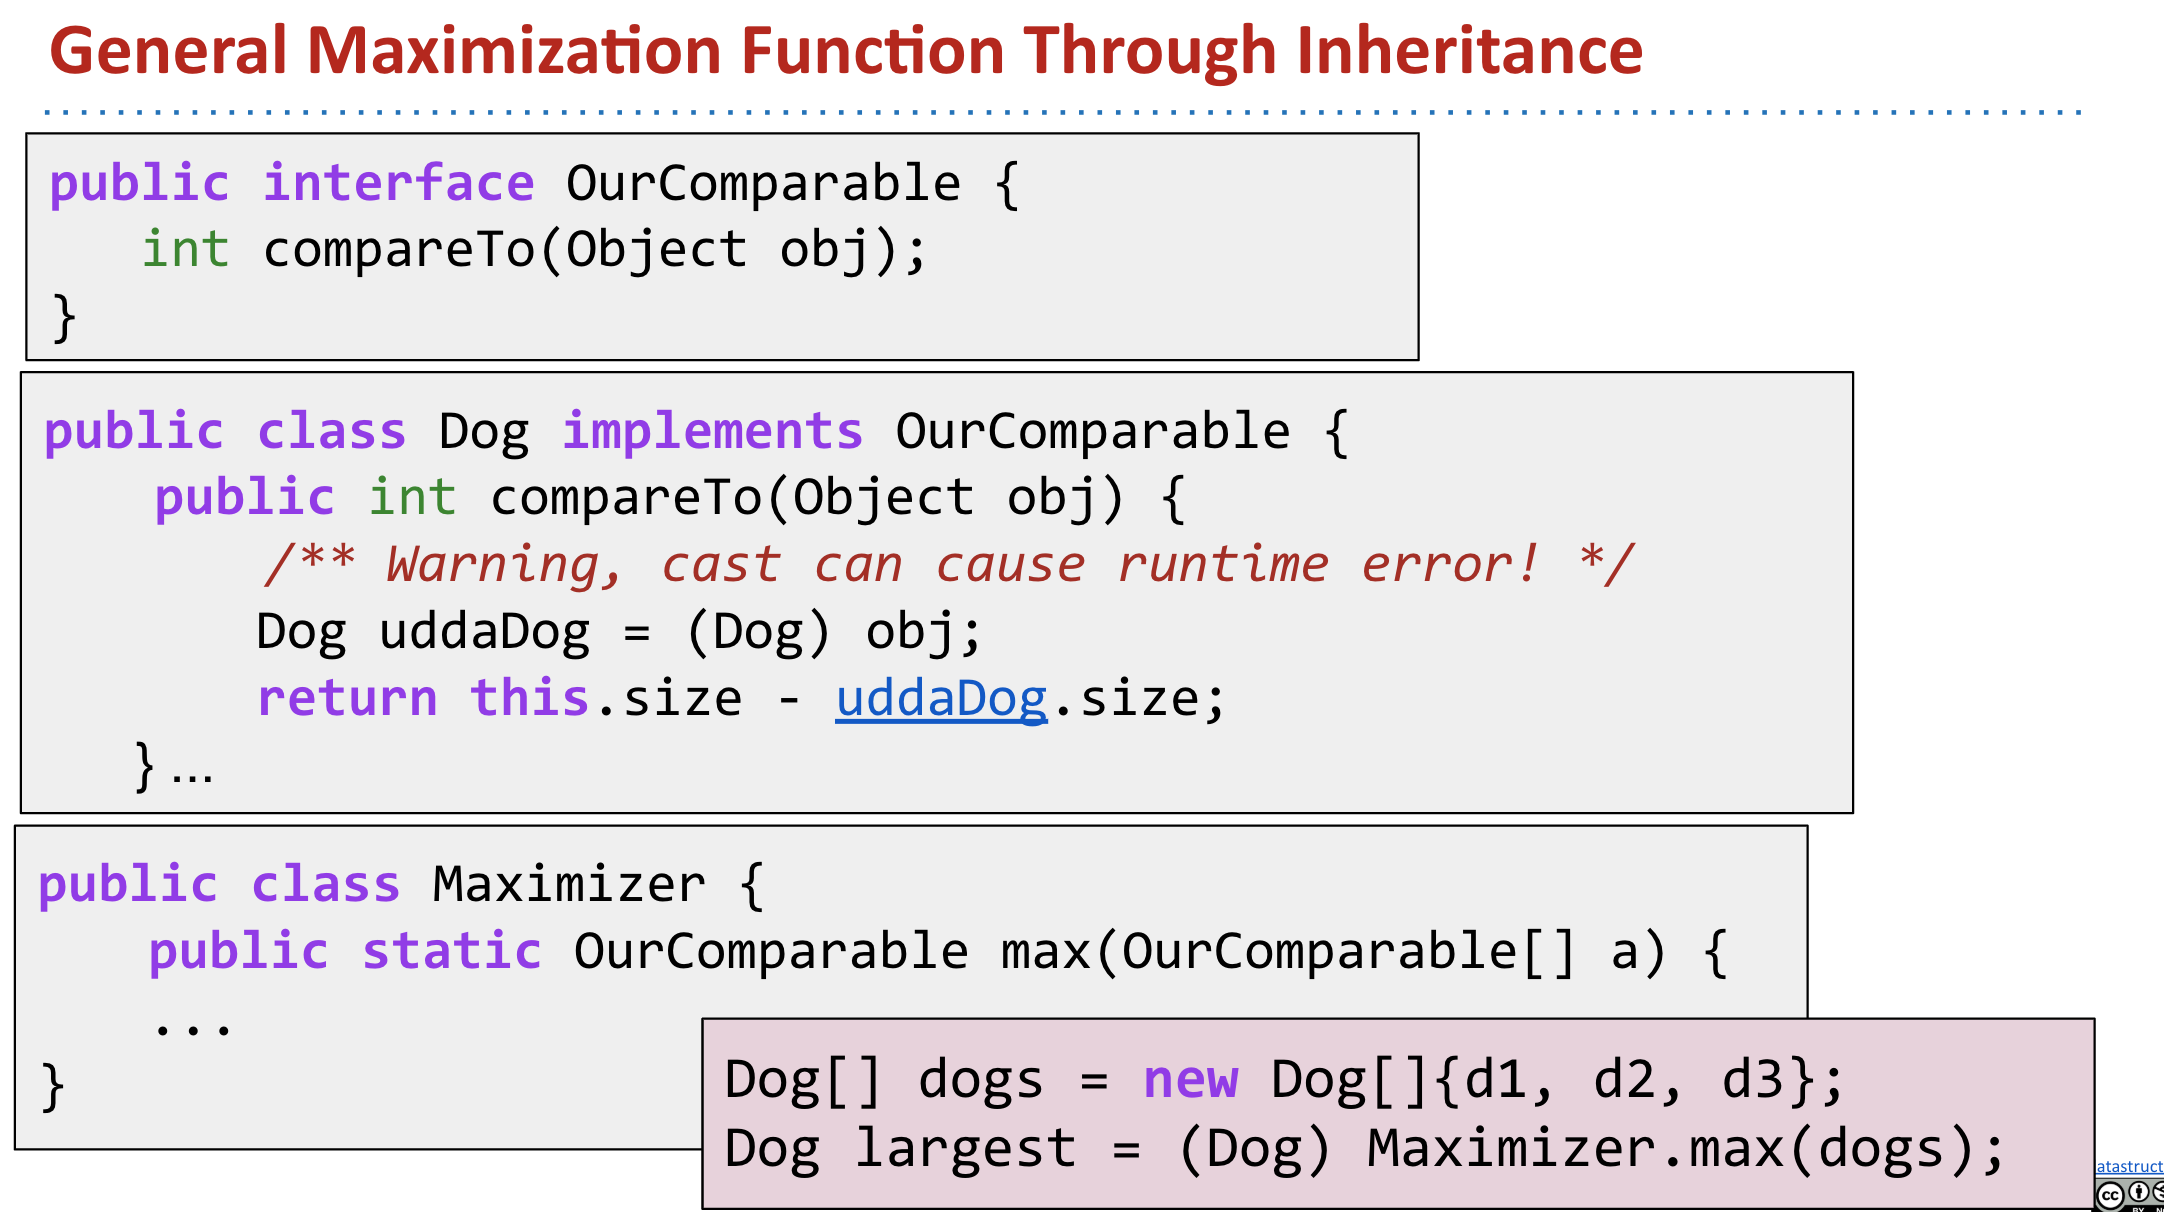 General Maximization Function Through Inheritance
public interface OurComparable {
int compareTo(Object obj);
}
public class Dog implements OurComparable {
public int compareTo(Object obj) {
/** Warning, cast can cause runtime error! */
Dog uddaDog = (Dog) obj;
return this.size - uddaDog.size;
} ...
public class Maximizer {
public static OurComparable max(OurComparable[] a) {
...
}
Dog[] dogs = new Dog[]{d1, d2, d3};
Dog largest = (Dog) Maximizer.max(dogs);
atastruct
cc